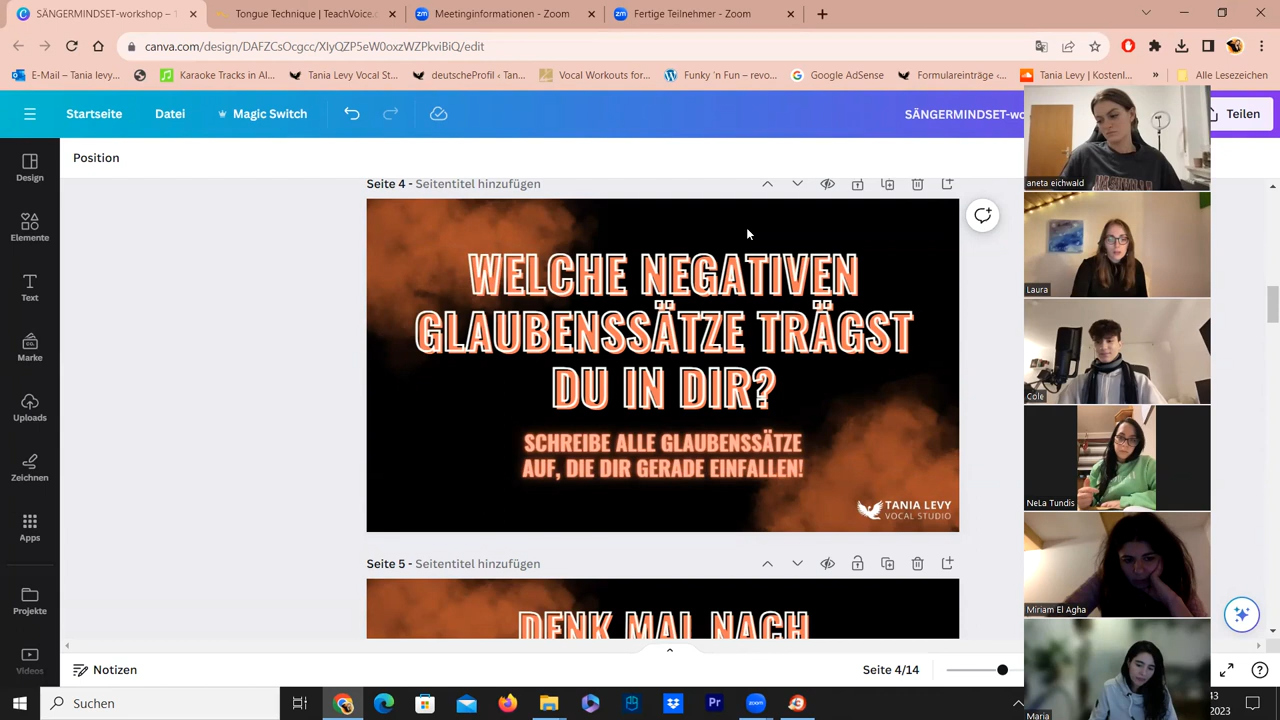 SÄNGERMINDSET-workshop – T
Tongue Technique | TeachVoice.c
Meetinginformationen - Zoom
Fertige Teilnehmer - Zoom
canva.com/design/DAFZCsOcgcc/XIyQZP5eW0oxzWZPkviBiQ/edit
E-Mail – Tania levy...
Karaoke Tracks in Al...
Tania Levy Vocal St...
deutscheProfil ‹ Tan...
Vocal Workouts for...
Funky 'n Fun – revo...
Google AdSense
Formulareinträge ‹...
Tania Levy | Kostenl...
»
Alle Lesezeichen
Startseite
Datei
Magic Switch
SÄNGERMINDSET-wo
Teilen
Position
Design
Elemente
Text
Marke
Uploads
Zeichnen
Apps
Projekte
Videos
Seite 4 - Seitentitel hinzufügen
WELCHE NEGATIVEN
GLAUBENSSÄTZE TRÄGST
DU IN DIR?
SCHREIBE ALLE GLAUBENSSÄTZE
AUF, DIE DIR GERADE EINFALLEN!
TANIA LEVY
VOCAL STUDIO
Seite 5 - Seitentitel hinzufügen
DENK MAL NACH
aneta eichwald
Laura
Cole
NeLa Tundis
Miriam El Agha
Maria
Notizen
Seite 4/14
Suchen
43
2023